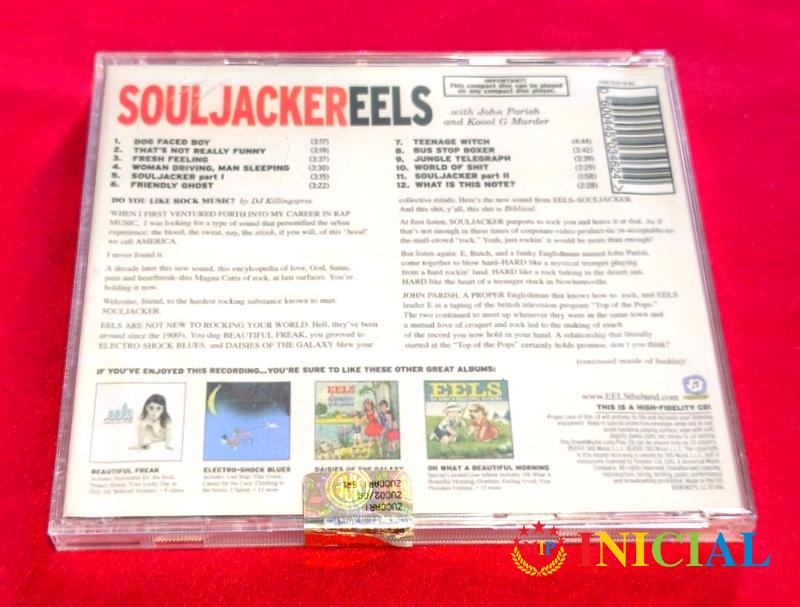 IMPORTANT!
This compact disc can be played
on any compact disc player.
SOULJACKER EELS
with John Parish
and Koool G Murder
1. DOG FACED BOY (3:17)
2. THAT'S NOT REALLY FUNNY (3:19)
3. FRESH FEELING (3:37)
4. WOMAN DRIVING, MAN SLEEPING (3:30)
5. SOULJACKER part I (3:15)
6. FRIENDLY GHOST (3:22)
7. TEENAGE WITCH (4:44)
8. BUS STOP BOXER (3:42)
9. JUNGLE TELEGRAPH (3:39)
10. WORLD OF SHIT (3:29)
11. SOULJACKER part II (1:58)
12. WHAT IS THIS NOTE? (2:28)
DO YOU LIKE ROCK MUSIC? by DJ Killingspree
WHEN I FIRST VENTURED FORTH INTO MY CAREER IN RAP
MUSIC, I was looking for a type of sound that personified the urban
experience: the blood, the sweat, nay, the stink, if you will, of this "hood"
we call AMERICA.
I never found it.
A decade later this new sound, this encyclopedia of love, God, Satan,
pain and heartbreak–this Magna Carta of rock, at last surfaces. You're
holding it now.
Welcome, friend, to the hardest rocking substance known to man.
SOULJACKER.
EELS ARE NOT NEW TO ROCKING YOUR WORLD. Hell, they've been
around since the 1900's. You dug BEAUTIFUL FREAK, you grooved to
ELECTRO-SHOCK BLUES, and DAISIES OF THE GALAXY blew your
collective minds. Here's the new sound from EELS–SOULJACKER.
And this shit, y'all, this shit is Biblical.
At first listen, SOULJACKER purports to rock you and leave it at that. As if
that's not enough in these times of corporate-video-product-tie-in-acceptable-to-
the-mall-crowd "rock." Yeah, just rockin' it would be more than enough!
But listen again: E, Butch, and a funky Englishman named John Parish,
come together to blow hard–HARD like a mystical trumpet playing
from a hard rockin' land. HARD like a rock baking in the desert sun.
HARD like the heart of a teenager stuck in Nowheresville.
JOHN PARISH, A PROPER Englishman that knows how to rock, met EELS
leader E at a taping of the british television program "Top of the Pops."
The two continued to meet up whenever they were in the same town and
a mutual love of croquet and rock led to the making of much
of the record you now hold in your hand. A relationship that literally
started at the "Top of the Pops" certainly holds promise, don't you think?
(continued inside cd booklet)
IF YOU'VE ENJOYED THIS RECORDING...YOU'RE SURE TO LIKE THESE OTHER GREAT ALBUMS:
eels
EELS
EELS
BEAUTIFUL FREAK
ELECTRO-SHOCK BLUES
DAISIES OF THE GALAXY
OH WHAT A BEAUTIFUL MORNING
www.EELStheband.com
THIS IS A HIGH-FIDELITY CD!
ZUCCARI
ZUC02/06
INICIAL